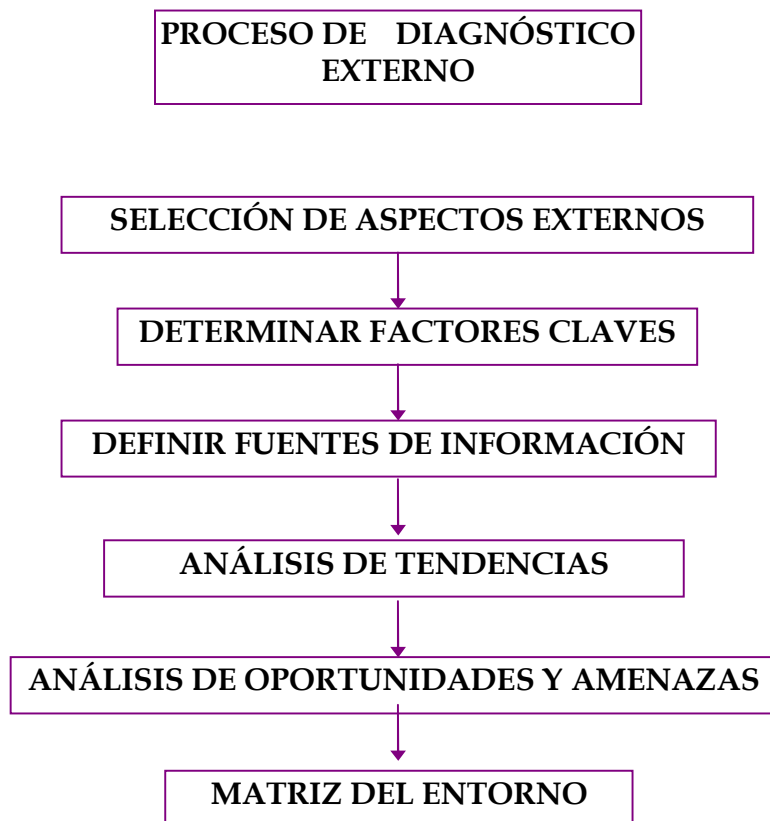 PROCESO DE DIAGNÓSTICO
EXTERNO
SELECCIÓN DE ASPECTOS EXTERNOS
DETERMINAR FACTORES CLAVES
DEFINIR FUENTES DE INFORMACIÓN
ANÁLISIS DE TENDENCIAS
ANÁLISIS DE OPORTUNIDADES Y AMENAZAS
MATRIZ DEL ENTORNO